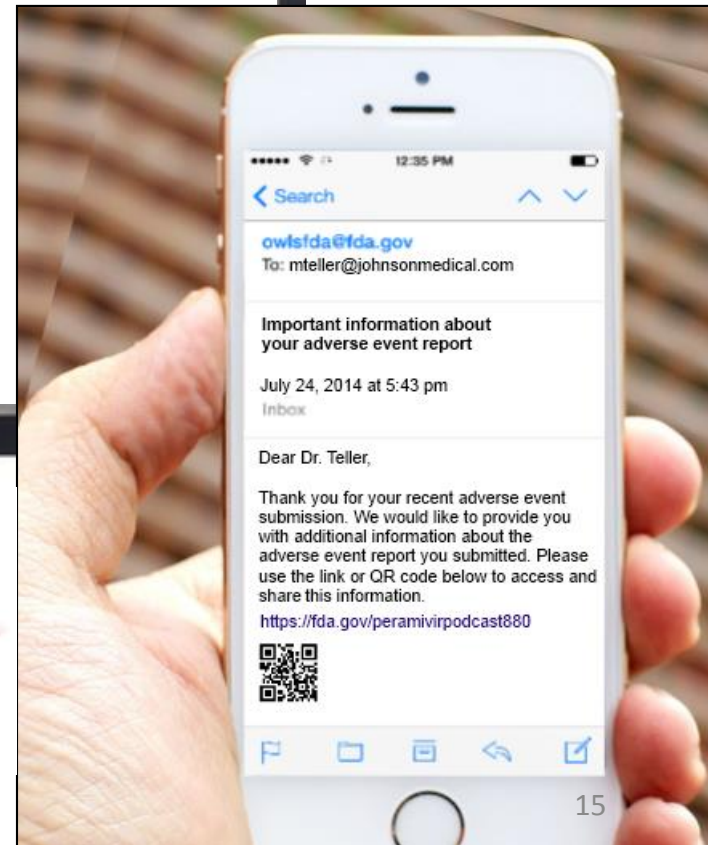 12:35 PM
Search
owlsfda@fda.gov
To: mteller@johnsonmedical.com
Important information about
your adverse event report
July 24, 2014 at 5:43 pm
Inbox
Dear Dr. Teller,
Thank you for your recent adverse event
submission. We would like to provide you
with additional information about the
adverse event report you submitted. Please
use the link or QR code below to access and
share this information.
https://fda.gov/peramivirpodcast880
15